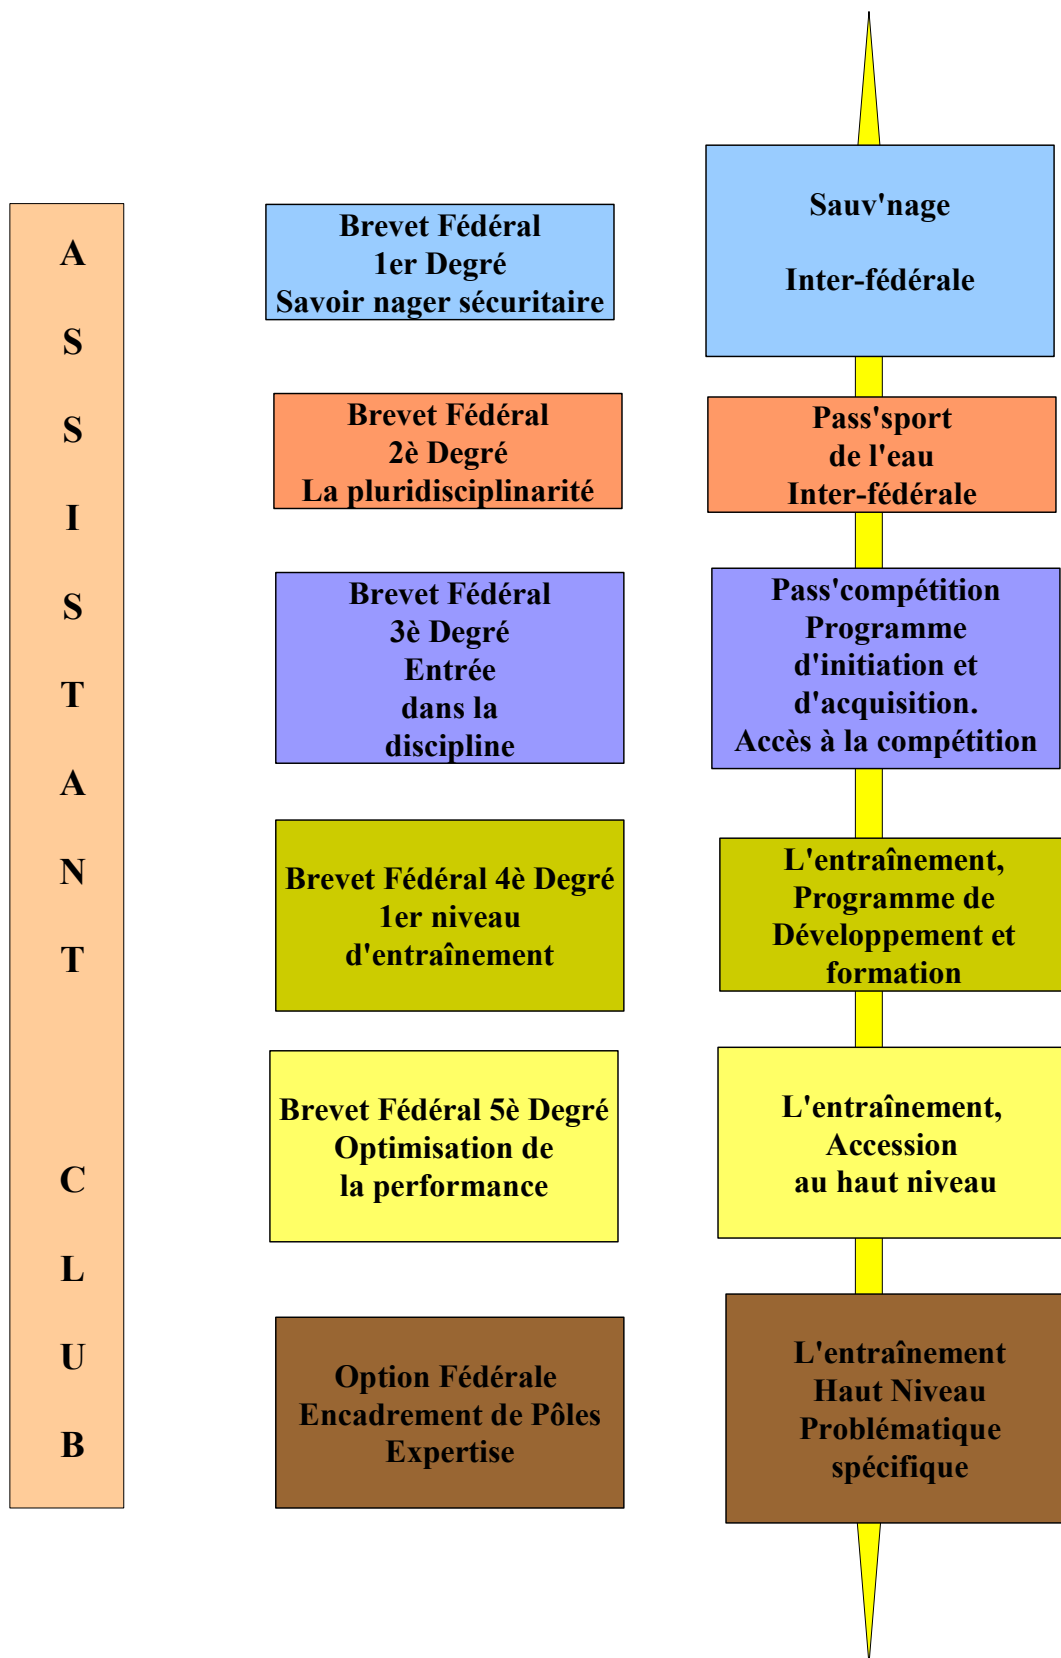 A
S
S
I
S
T
A
N
T
C
L
U
B
Brevet Fédéral
1er Degré
Savoir nager sécuritaire
Sauv'nage
Inter-fédérale
Brevet Fédéral
2è Degré
La pluridisciplinarité
Pass'sport
de l'eau
Inter-fédérale
Brevet Fédéral
3è Degré
Entrée
dans la
discipline
Pass'compétition
Programme
d'initiation et
d'acquisition.
Accès à la compétition
Brevet Fédéral 4è Degré
1er niveau
d'entraînement
L'entraînement,
Programme de
Développement et
formation
Brevet Fédéral 5è Degré
Optimisation de
la performance
L'entraînement,
Accession
au haut niveau
Option Fédérale
Encadrement de Pôles
Expertise
L'entraînement
Haut Niveau
Problématique
spécifique